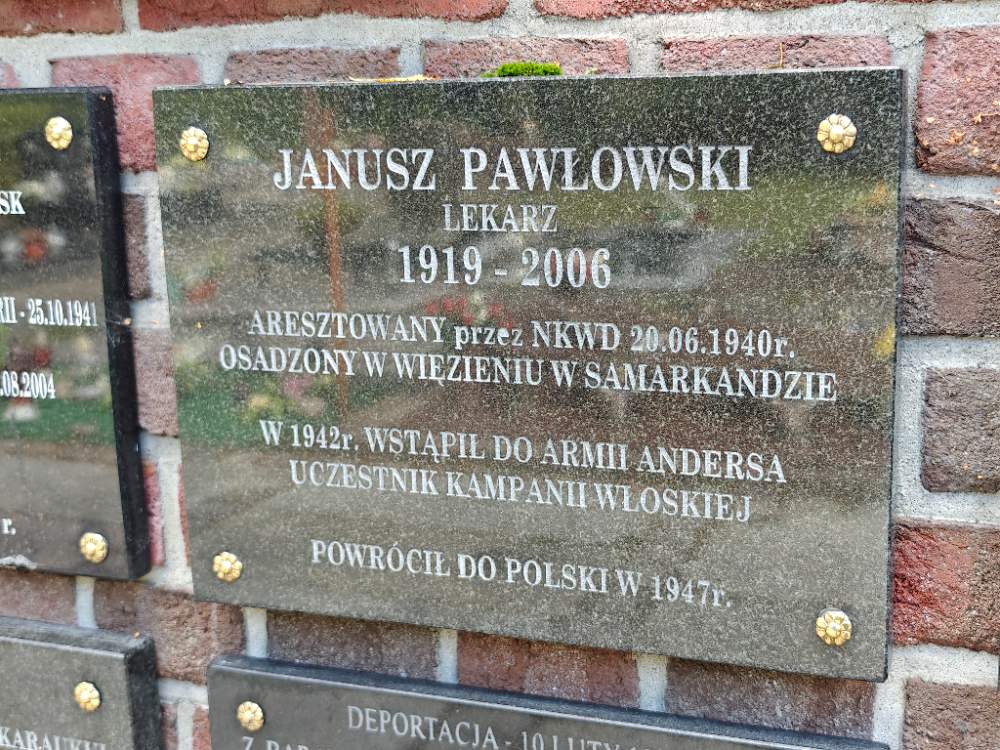 JANUSZ PAWŁOWSKI
LEKARZ
1919 - 2006
ARESZTOWANY przez NKWD 20.06.1940r.
OSADZONY W WIĘZIENIU W SAMARKANDZIE
W 1942r. WSTĄPIŁ DO ARMII ANDERSA
UCZESTNIK KAMPANII WŁOSKIEJ
POWRÓCIŁ DO POLSKI W 1947r.
- 25.10.1941
.08.2004
r.
DEPORTACJA - 10 LUTY